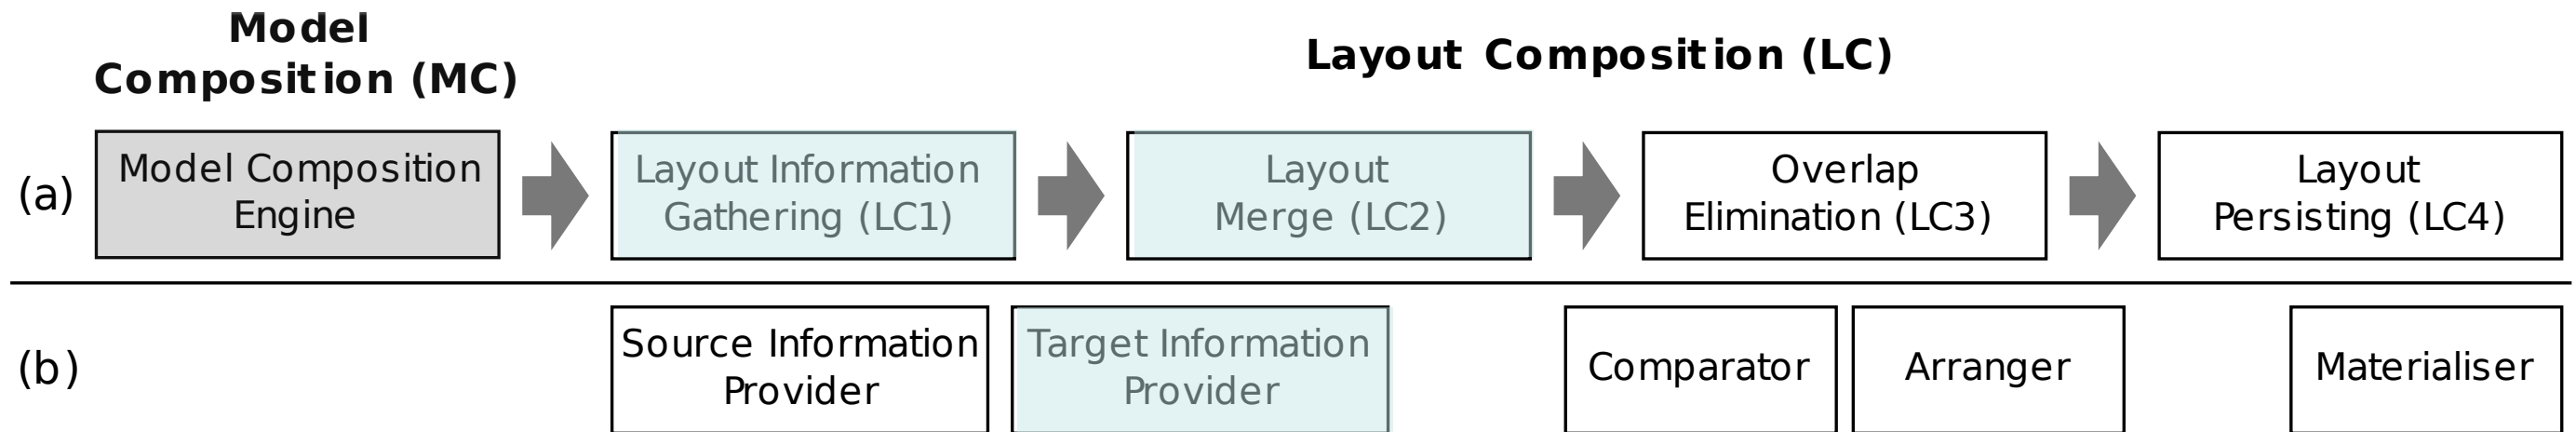 Model
Composition (MC)
Layout Composition (LC)
(a)
Model Composition
Engine
Layout Information
Gathering (LC1)
Layout
Merge (LC2)
Overlap
Elimination (LC3)
Layout
Persisting (LC4)
(b)
Source Information
Provider
Target Information
Provider
Comparator
Arranger
Materialiser